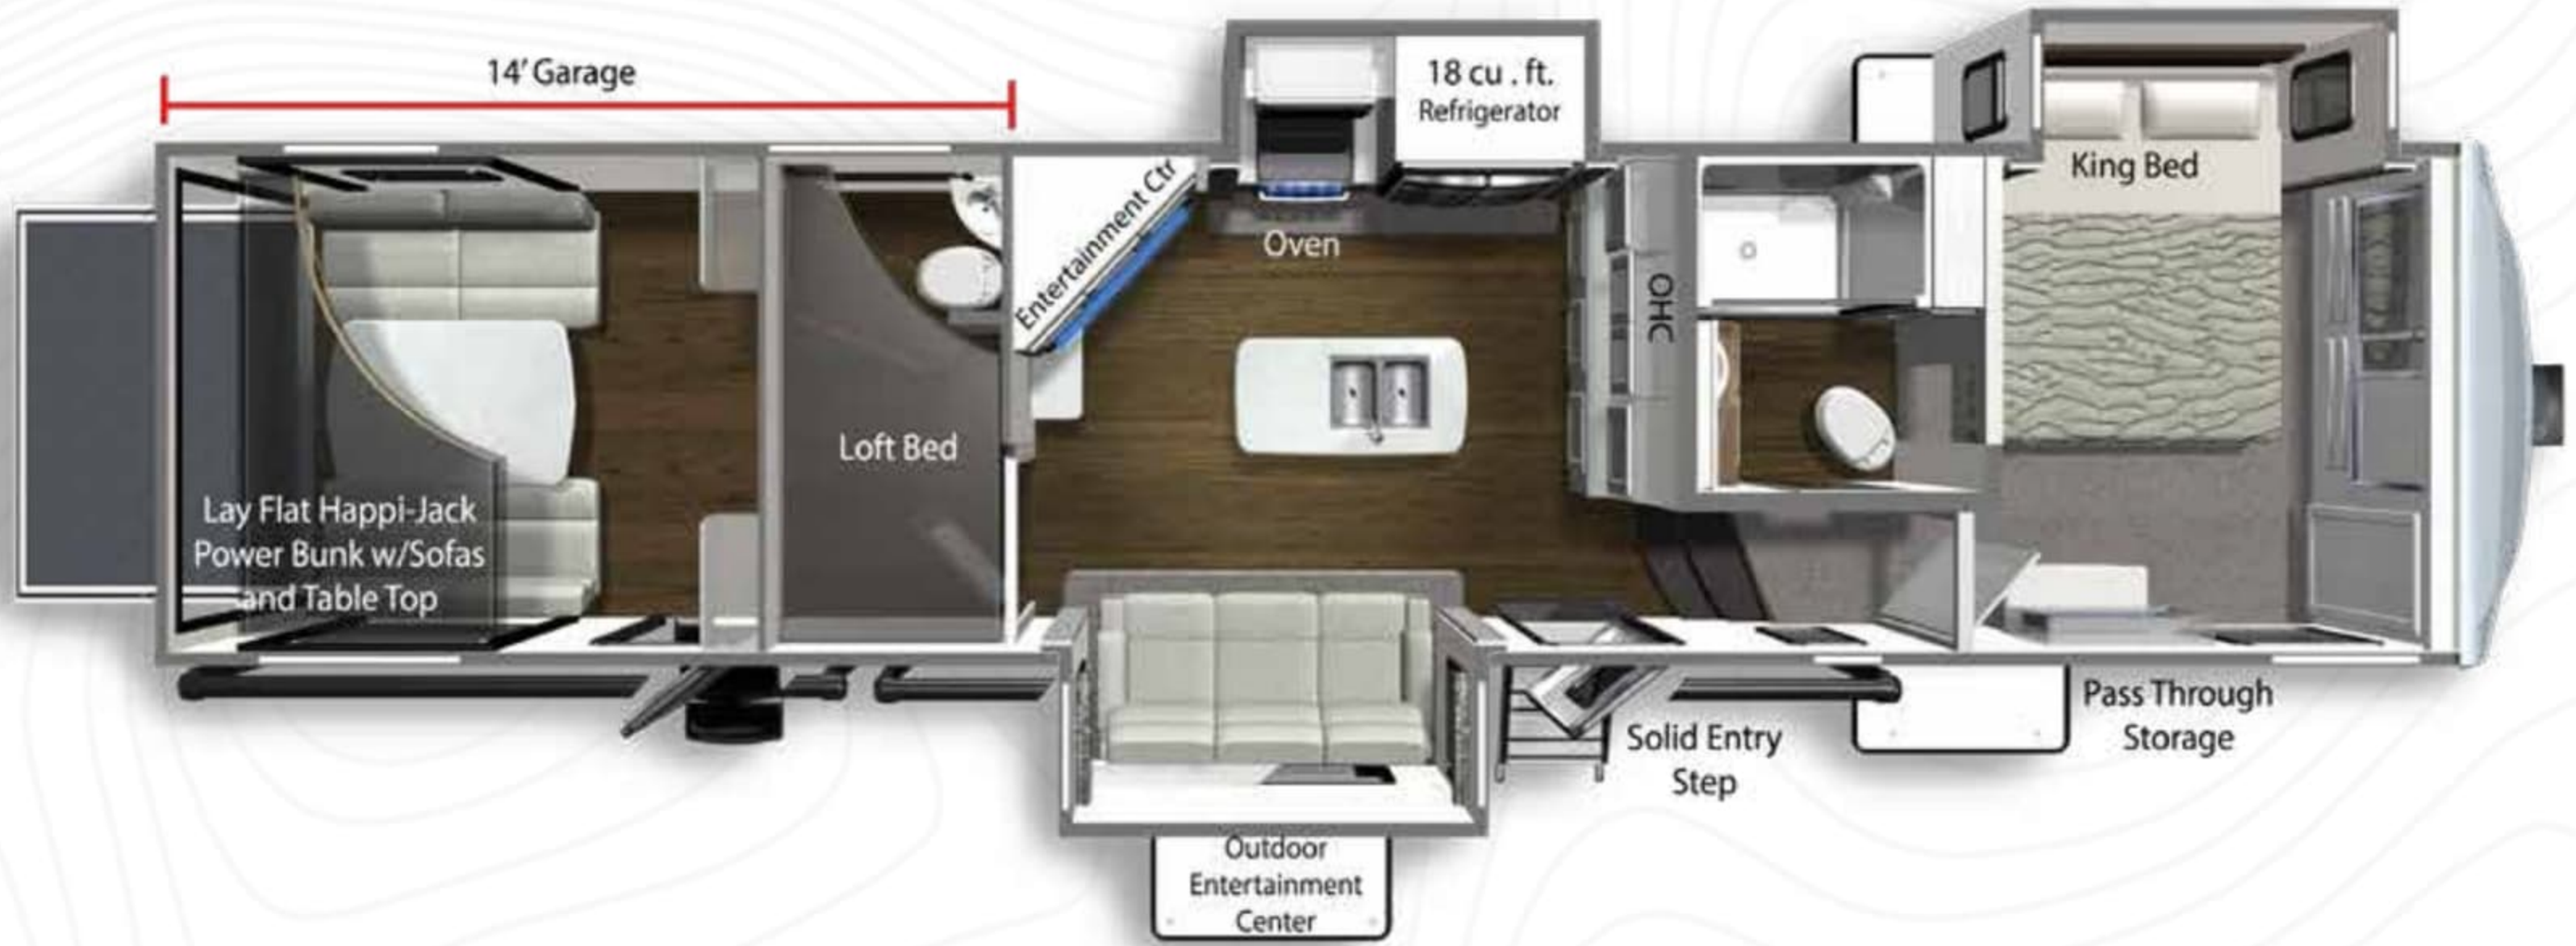 14' Garage
18 cu . ft.
Refrigerator
King Bed
Entertainment Ctr
Oven
OHC
Loft Bed
Lay Flat Happi-Jack
Power Bunk w/Sofas
and Table Top
Solid Entry
Step
Pass Through
Storage
Outdoor
Entertainment
Center